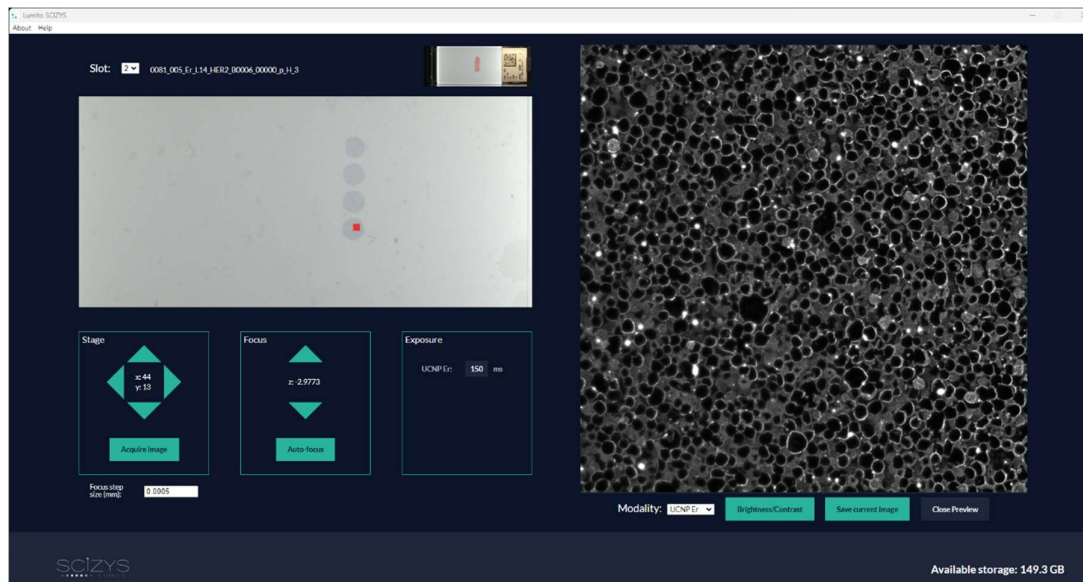 Lumito SCIZYS
About Help
Slot: 2 0081_005_Er_L14_HER2_B0006_00000_p_H_3
Stage
x: 44
y: 13
Acquire image
Focus
z: -2.9773
Auto-focus
Exposure
UCNP Er: 150 ms
Focus step
size (mm): 0.0005
Modality: UCNP Er Brightness/Contrast Save current image Close Preview
SCIZYS
Available storage: 149.3 GB